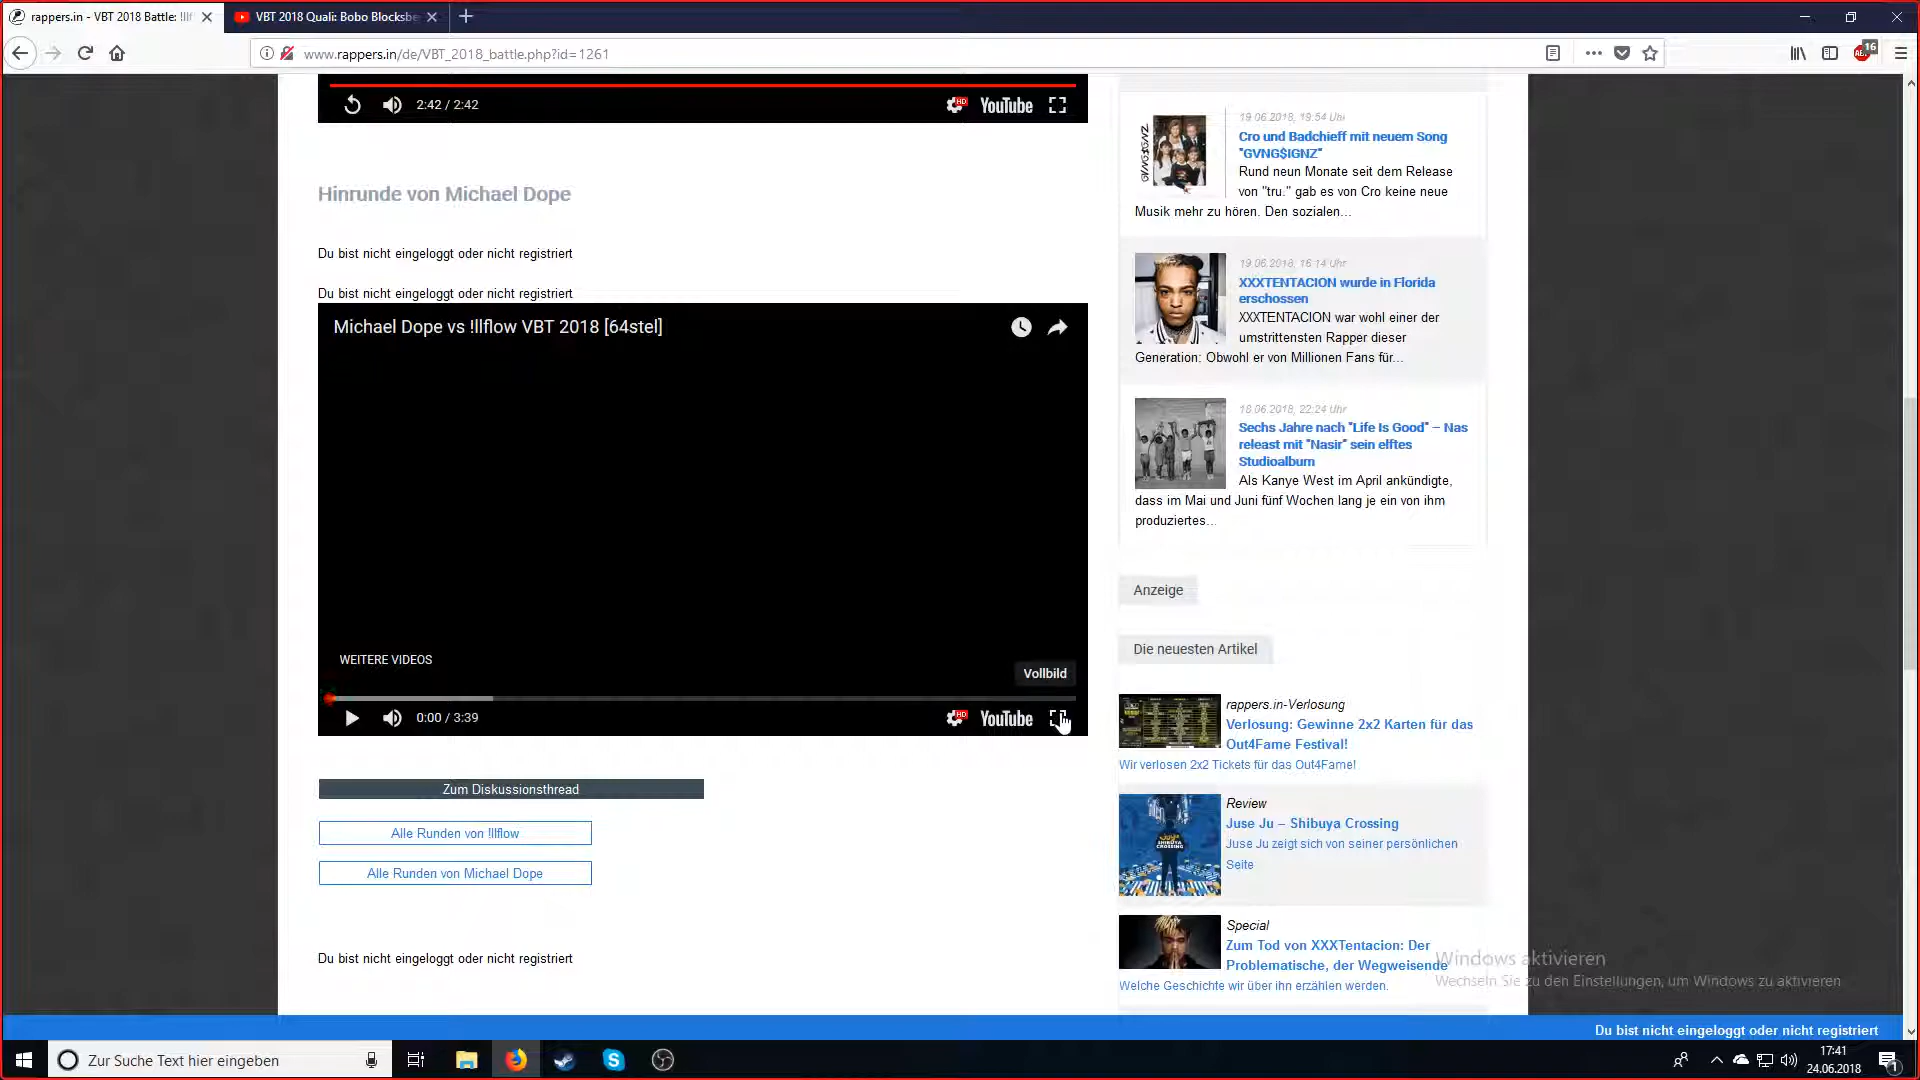 rappers.in - VBT 2018 Battle: !llf
VBT 2018 Quali: Bobo Blocksbe
www.rappers.in/de/VBT_2018_battle.php?id=1261
16
2:42 / 2:42
HD
YouTube
Hinrunde von Michael Dope
Du bist nicht eingeloggt oder nicht registriert
Du bist nicht eingeloggt oder nicht registriert
Michael Dope vs !llflow VBT 2018 [64stel]
WEITERE VIDEOS
Vollbild
0:00 / 3:39
HD
YouTube
Zum Diskussionsthread
Alle Runden von !llflow
Alle Runden von Michael Dope
Du bist nicht eingeloggt oder nicht registriert
19.06.2018, 19:54 Uhr
Cro und Badchieff mit neuem Song
"GVNG$IGNZ"
Rund neun Monate seit dem Release
von "tru." gab es von Cro keine neue
Musik mehr zu hören. Den sozialen...
GVNG$IGNZ
19.06.2018, 16:14 Uhr
XXXTENTACION wurde in Florida
erschossen
XXXTENTACION war wohl einer der
umstrittensten Rapper dieser
Generation: Obwohl er von Millionen Fans für...
18.06.2018, 22:24 Uhr
Sechs Jahre nach "Life Is Good" – Nas
releast mit "Nasir" sein elftes
Studioalbum
Als Kanye West im April ankündigte,
dass im Mai und Juni fünf Wochen lang je ein von ihm
produziertes...
Anzeige
Die neuesten Artikel
rappers.in-Verlosung
Verlosung: Gewinne 2x2 Karten für das
Out4Fame Festival!
Wir verlosen 2x2 Tickets für das Out4Fame!
Review
Juse Ju – Shibuya Crossing
Juse Ju zeigt sich von seiner persönlichen
Seite
SHIBUYA
CROSSING
Special
Zum Tod von XXXTentacion: Der
Problematische, der Wegweisende
Welche Geschichte wir über ihn erzählen werden.
Windows aktivieren
Wechseln Sie zu den Einstellungen, um Windows zu aktivieren
Du bist nicht eingeloggt oder nicht registriert
Zur Suche Text hier eingeben
17:41
24.06.2018
1